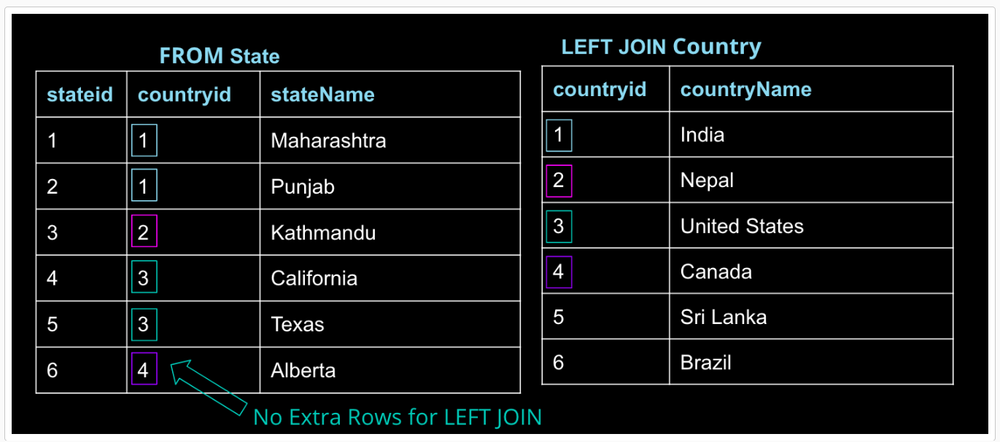 FROM State
stateid countryid stateName
1 1 Maharashtra
2 1 Punjab
3 2 Kathmandu
4 3 California
5 3 Texas
6 4 Alberta
No Extra Rows for LEFT JOIN
LEFT JOIN Country
countryid countryName
1 India
2 Nepal
3 United States
4 Canada
5 Sri Lanka
6 Brazil